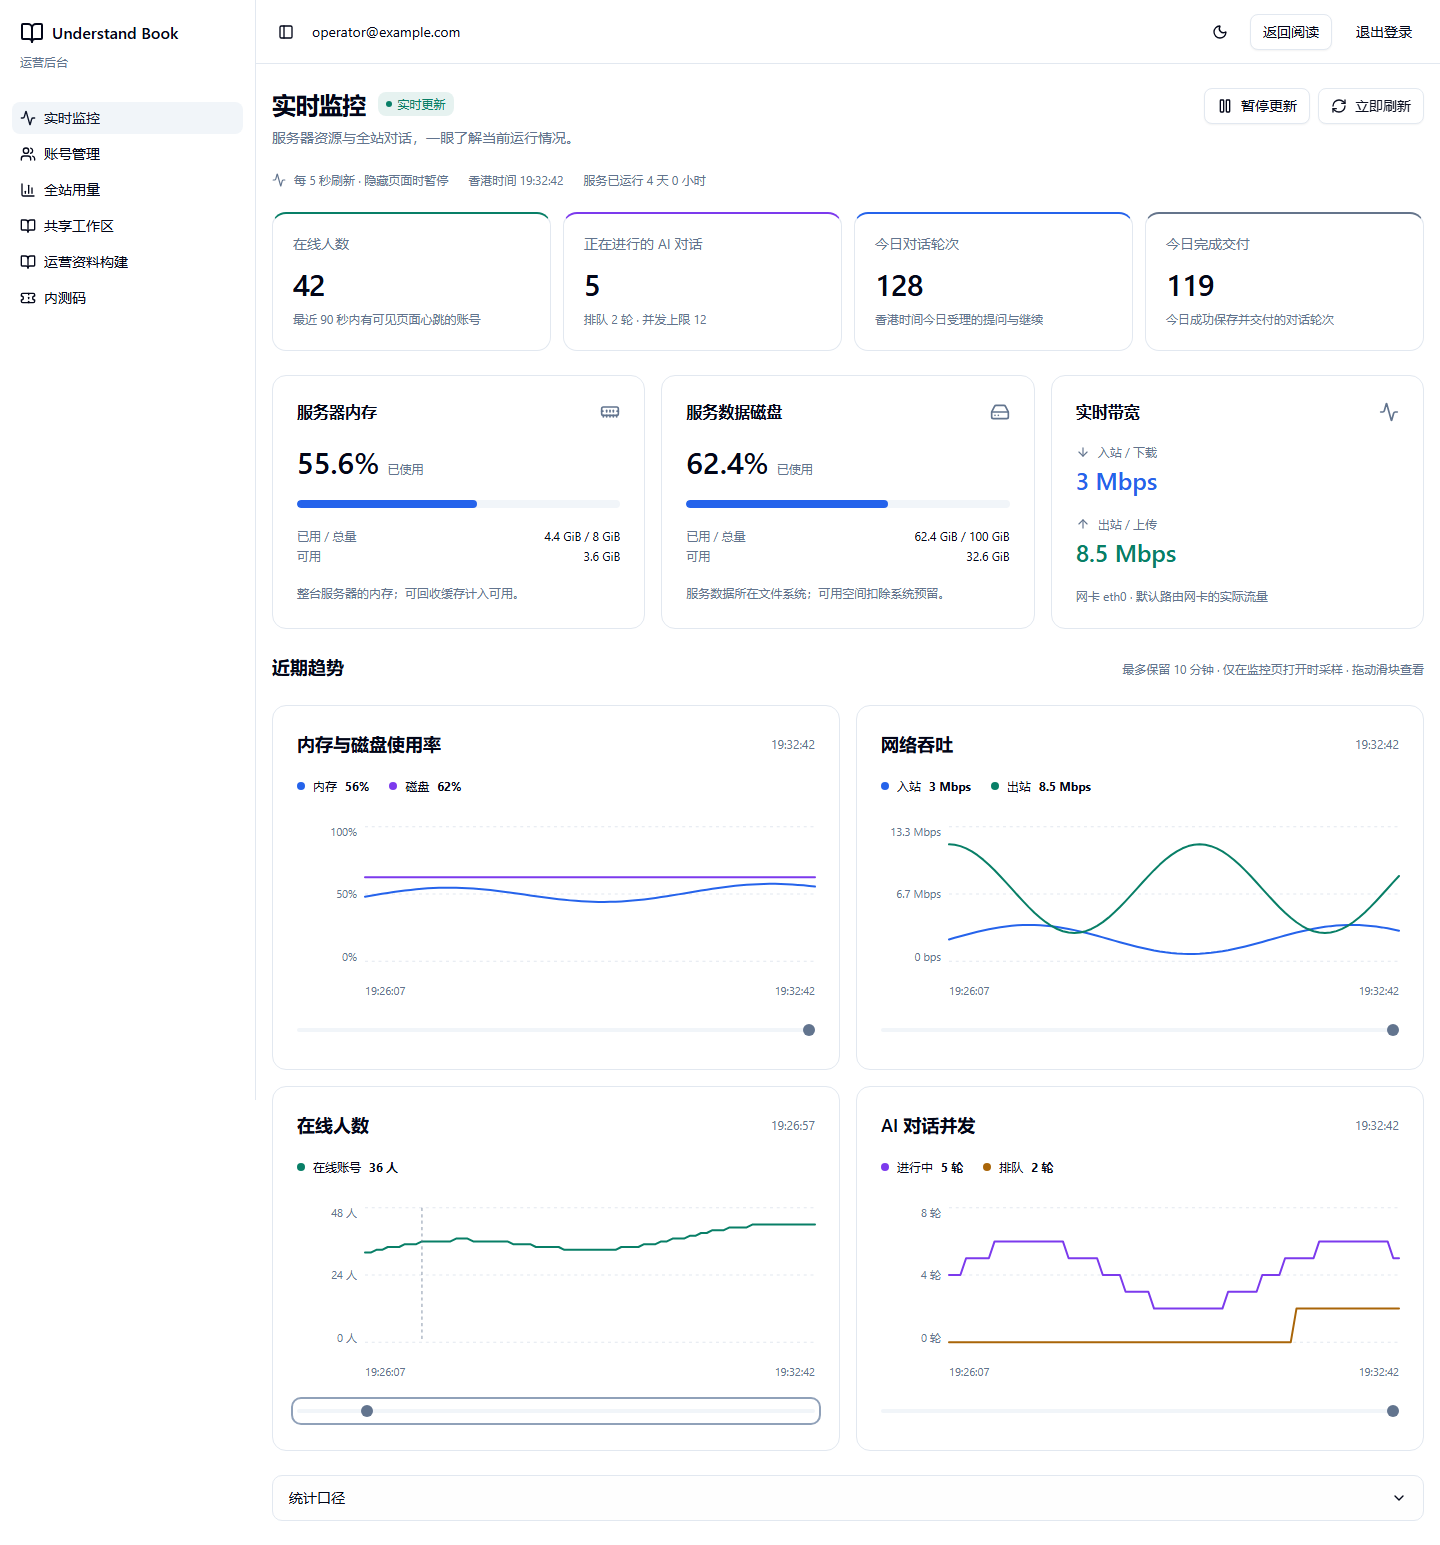 Understand Book
运营后台
实时监控
账号管理
全站用量
共享工作区
运营资料构建
内测码
operator@example.com
返回阅读
退出登录
实时监控
实时更新
暂停更新
立即刷新
服务器资源与全站对话，一眼了解当前运行情况。
每 5 秒刷新 · 隐藏页面时暂停
香港时间 19:32:42
服务已运行 4 天 0 小时
在线人数
42
最近 90 秒内有可见页面心跳的账号
正在进行的 AI 对话
5
排队 2 轮 · 并发上限 12
今日对话轮次
128
香港时间今日受理的提问与继续
今日完成交付
119
今日成功保存并交付的对话轮次
服务器内存
55.6% 已使用
已用 / 总量 4.4 GiB / 8 GiB
可用 3.6 GiB
整台服务器的内存；可回收缓存计入可用。
服务数据磁盘
62.4% 已使用
已用 / 总量 62.4 GiB / 100 GiB
可用 32.6 GiB
服务数据所在文件系统；可用空间扣除系统预留。
实时带宽
入站 / 下载
3 Mbps
出站 / 上传
8.5 Mbps
网卡 eth0 · 默认路由网卡的实际流量
近期趋势
最多保留 10 分钟 · 仅在监控页打开时采样 · 拖动滑块查看
内存与磁盘使用率 19:32:42
内存 56% 磁盘 62%
100%
50%
0%
19:26:07 19:32:42
网络吞吐 19:32:42
入站 3 Mbps 出站 8.5 Mbps
13.3 Mbps
6.7 Mbps
0 bps
19:26:07 19:32:42
在线人数 19:26:57
在线账号 36 人
48 人
24 人
0 人
19:26:07 19:32:42
AI 对话并发 19:32:42
进行中 5 轮 排队 2 轮
8 轮
4 轮
0 轮
19:26:07 19:32:42
统计口径